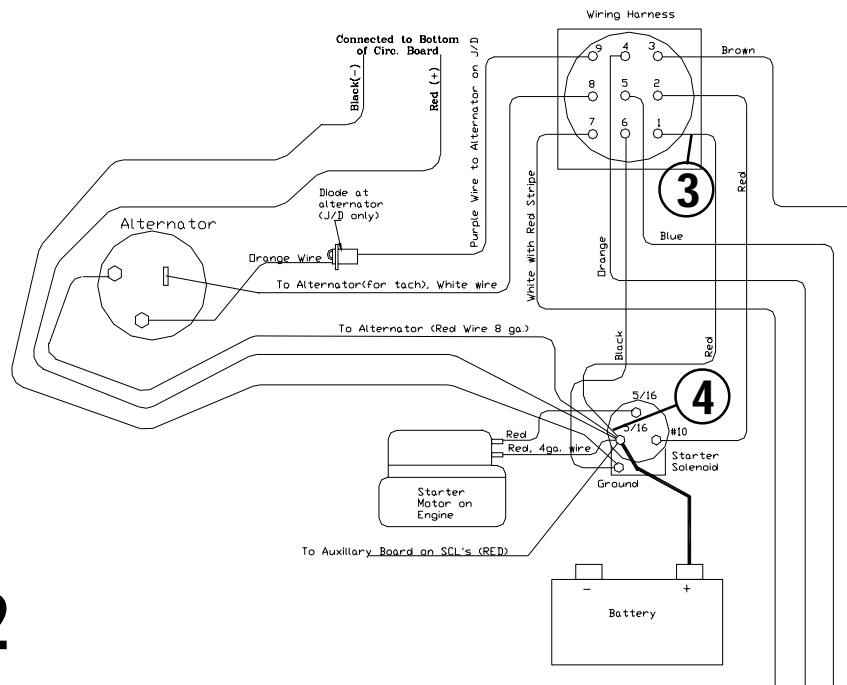 Wiring Harness
Connected to Bottom
of Circ. Board
Black(-)
Red (+)
Purple Wire to Alternator on J/D
9
4
3
Brown
8
5
2
7
6
1
3
Red
White With Red Stripe
Orange
Blue
Diode at
alternator
(J/D only)
Alternator
Orange Wire
To Alternator(for tach), White wire
To Alternator (Red Wire 8 ga.)
Black
Red
4
5/16
5/16
#10
Red
Red, 4ga. wire
Starter
Solenoid
Ground
Starter
Motor on
Engine
To Auxillary Board on SCL's (RED)
-
+
Battery
2